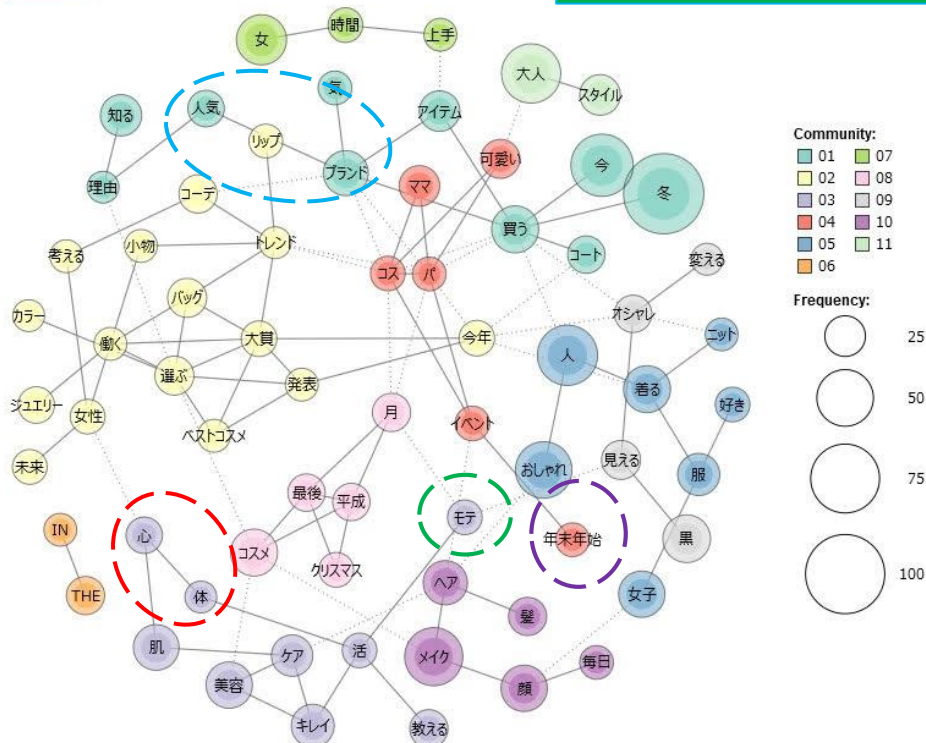 女
時間
上手
大人
スタイル
知る
人気
気
アイテム
リップ
可愛い
理由
コーデ
ブランド
ママ
今
冬
買う
考える
小物
トレンド
コス
パ
コート
変える
カラー
バッグ
オシャレ
働く
大賞
今年
人
ニット
選ぶ
発表
着る
ジュエリー
女性
ベストコスメ
月
イベント
好き
未来
おしゃれ
見える
服
最後
平成
モテ
IN
心
コスメ
クリスマス
年末年始
黒
THE
体
ヘア
女子
髪
肌
ケア
活
メイク
毎日
美容
顔
キレイ
教える
Community:
01 07
02 08
03 09
04 10
05 11
06
Frequency:
25
50
75
100